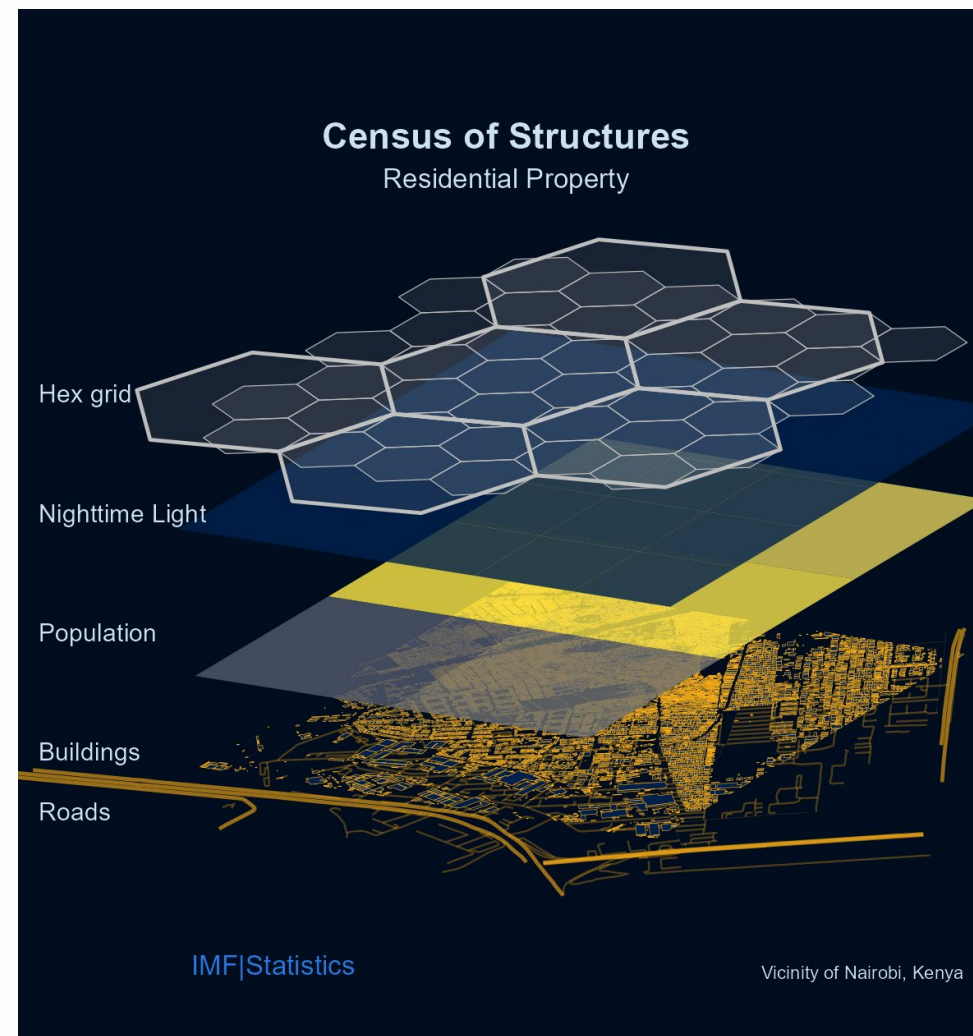 Census of Structures
Residential Property
Hex grid
Nighttime Light
Population
Buildings
Roads
IMF|Statistics
Vicinity of Nairobi, Kenya